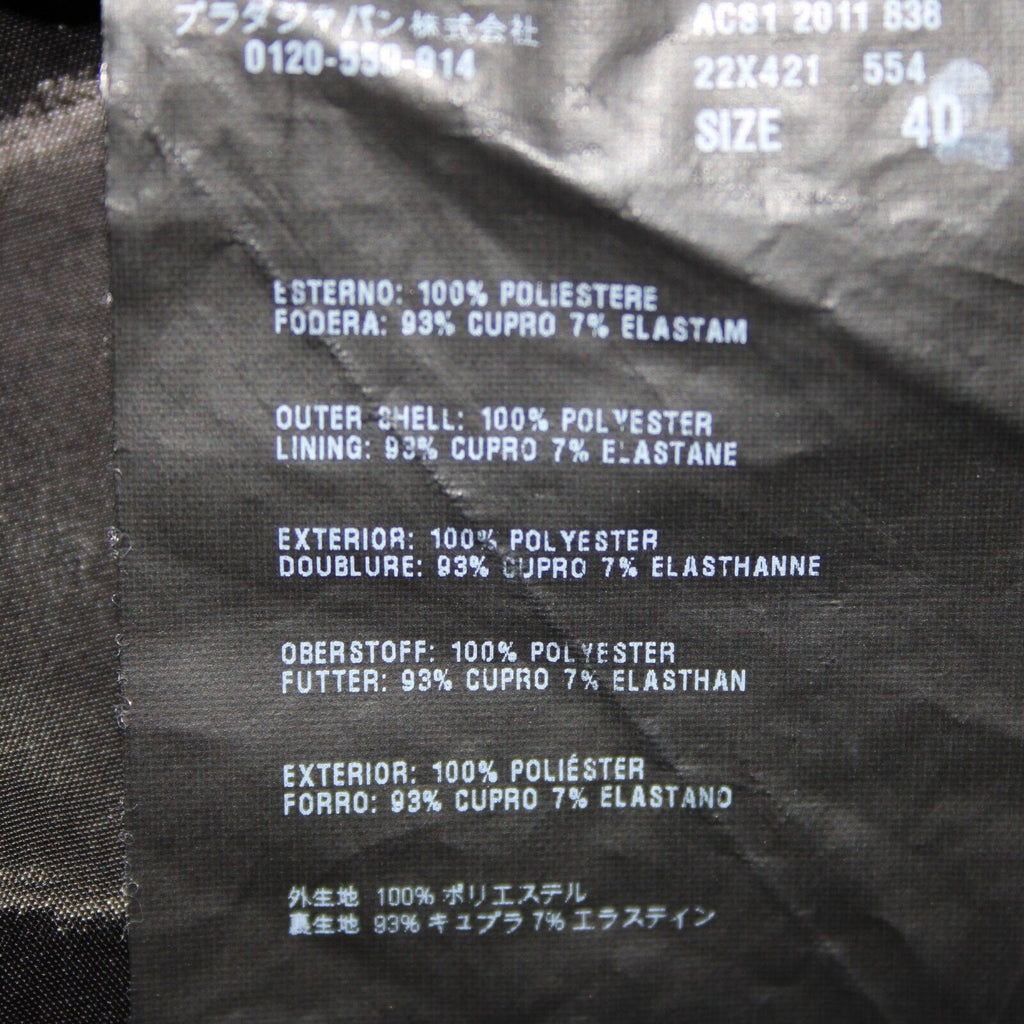 プラダジャパン株式会社
0120-559-914
ACS1 2011 838
22X421 554
SIZE 40
ESTERNO: 100% POLIESTERE
FODERA: 93% CUPRO 7% ELASTAM
OUTER SHELL: 100% POLYESTER
LINING: 93% CUPRO 7% ELASTANE
EXTERIOR: 100% POLYESTER
DOUBLURE: 93% CUPRO 7% ELASTHANNE
OBERSTOFF: 100% POLYESTER
FUTTER: 93% CUPRO 7% ELASTHAN
EXTERIOR: 100% POLIÉSTER
FORRO: 93% CUPRO 7% ELASTANO
外生地 100% ポリエステル
裏生地 93% キュプラ 7% エラステイン